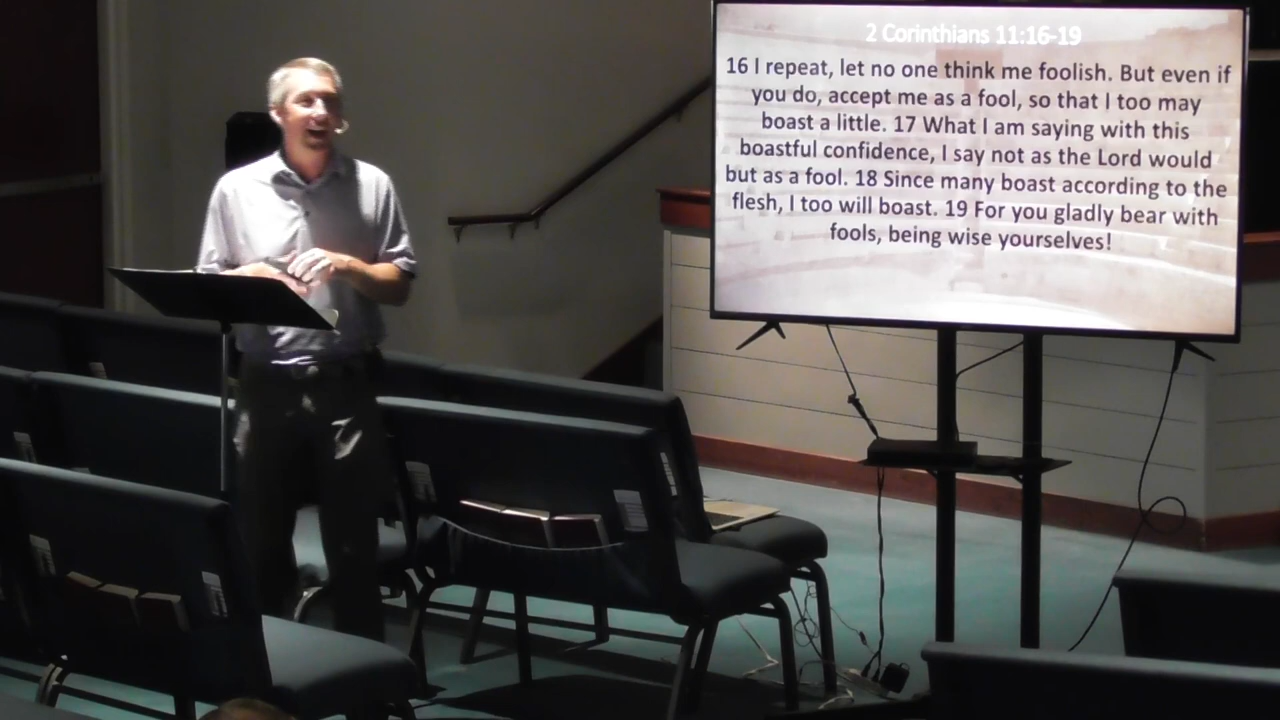 2 Corinthians 11:16-19
16 I repeat, let no one think me foolish. But even if
you do, accept me as a fool, so that I too may
boast a little. 17 What I am saying with this
boastful confidence, I say not as the Lord would
but as a fool. 18 Since many boast according to the
flesh, I too will boast. 19 For you gladly bear with
fools, being wise yourselves!